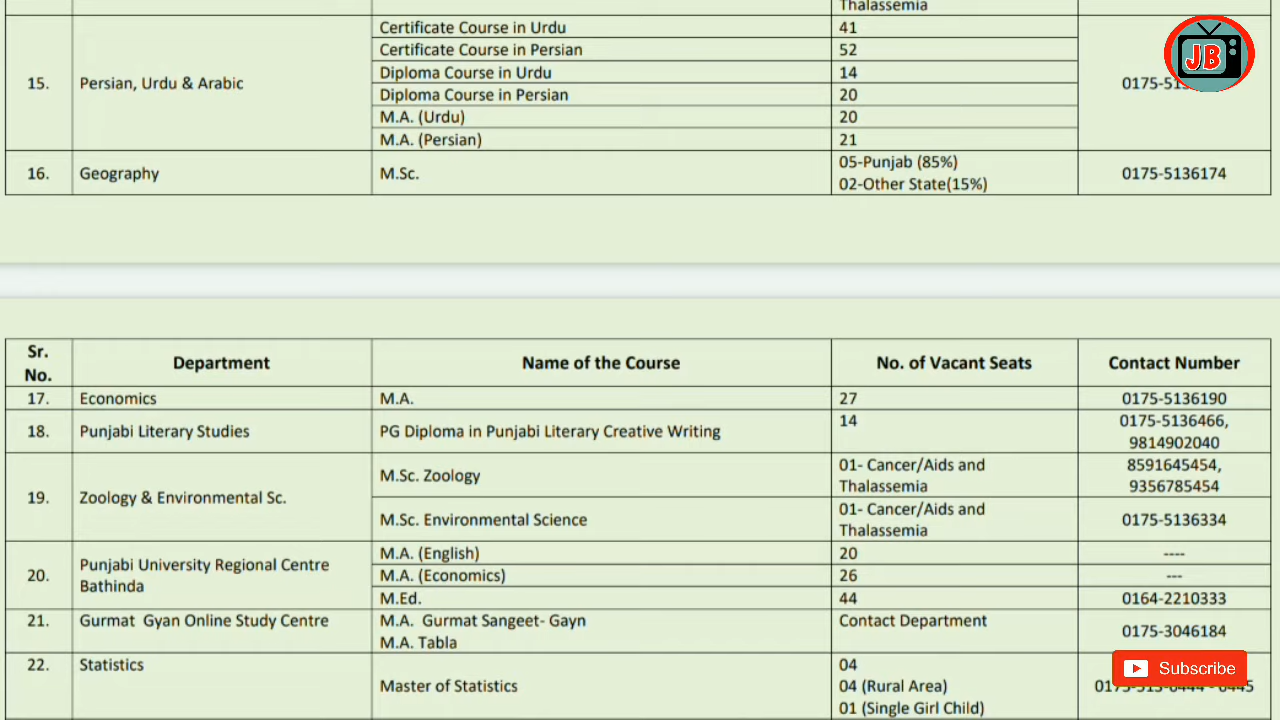 Thalassemia
15. Persian, Urdu & Arabic
Certificate Course in Urdu 41
Certificate Course in Persian 52
Diploma Course in Urdu 14
Diploma Course in Persian 20
M.A. (Urdu) 20
M.A. (Persian) 21
JB
16. Geography M.Sc. 05-Punjab (85%)
02-Other State(15%)
0175-5136174
Sr. No. Department Name of the Course No. of Vacant Seats Contact Number
17. Economics M.A. 27 0175-5136190
18. Punjabi Literary Studies PG Diploma in Punjabi Literary Creative Writing 14 0175-5136466,
9814902040
19. Zoology & Environmental Sc.
M.Sc. Zoology 01- Cancer/Aids and
Thalassemia
8591645454,
9356785454
M.Sc. Environmental Science 01- Cancer/Aids and
Thalassemia
0175-5136334
20. Punjabi University Regional Centre
Bathinda
M.A. (English) 20 ----
M.A. (Economics) 26 ---
M.Ed. 44 0164-2210333
21. Gurmat Gyan Online Study Centre
M.A. Gurmat Sangeet- Gayn
M.A. Tabla
Contact Department
0175-3046184
22. Statistics
Master of Statistics
04
04 (Rural Area)
01 (Single Girl Child)
Subscribe